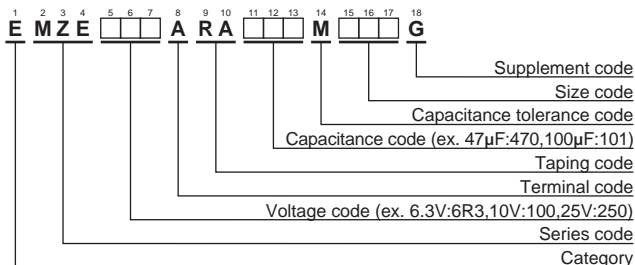 1 2 3 4 5 6 7 8 9 10 11 12 13 14 15 16 17 18
E M Z E A R A M G
Supplement code
Size code
Capacitance tolerance code
Capacitance code (ex. 47μF:470,100μF:101)
Taping code
Terminal code
Voltage code (ex. 6.3V:6R3,10V:100,25V:250)
Series code
Category